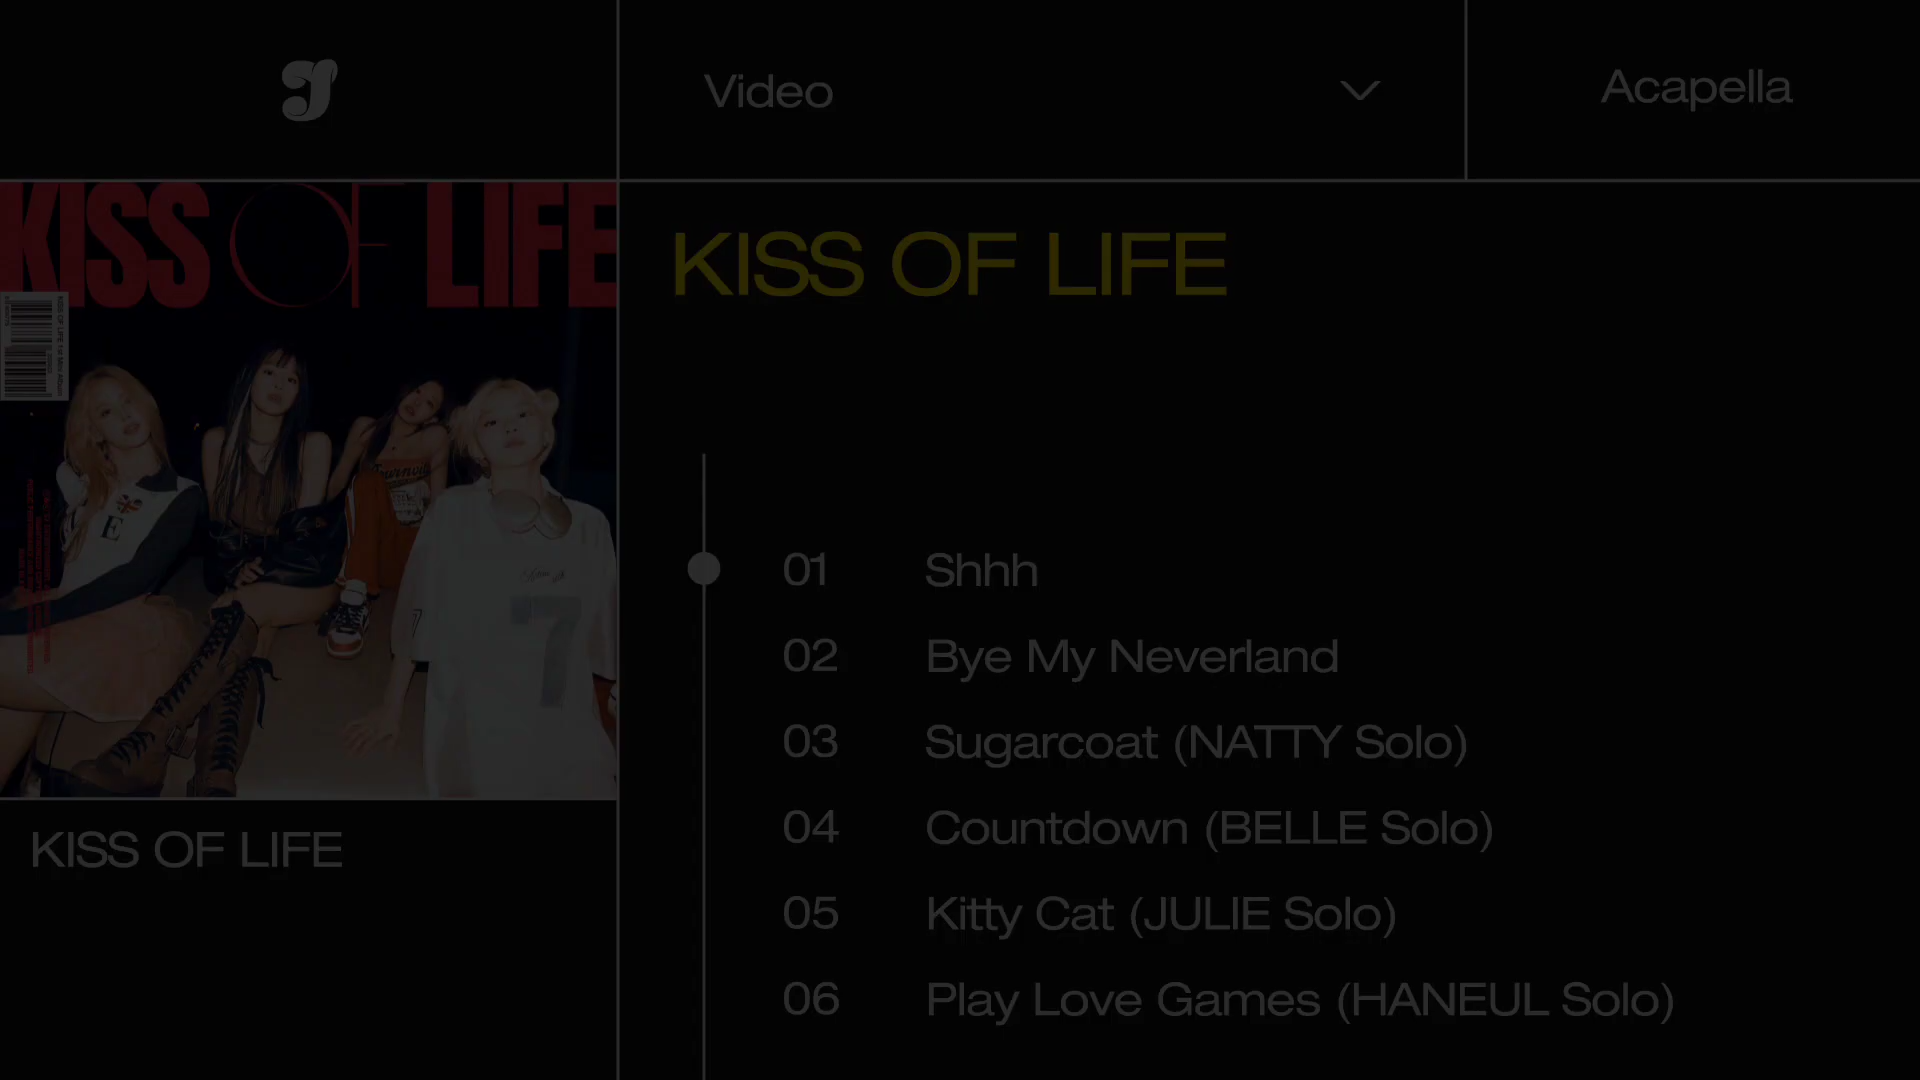 Video
Acapella
KISS OF LIFE
KISS OF LIFE
01 Shhh
02 Bye My Neverland
03 Sugarcoat (NATTY Solo)
04 Countdown (BELLE Solo)
05 Kitty Cat (JULIE Solo)
06 Play Love Games (HANEUL Solo)
7
E
KISS OF LIFE